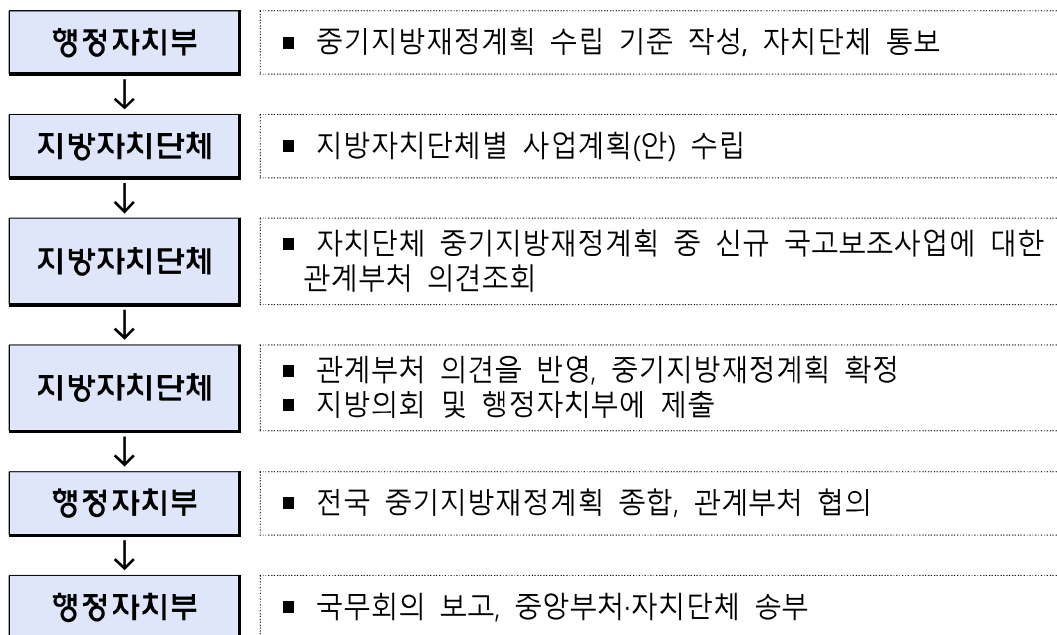 행정자치부
▪ 중기지방재정계획 수립 기준 작성, 자치단체 통보
지방자치단체
▪ 지방자치단체별 사업계획(안) 수립
지방자치단체
▪ 자치단체 중기지방재정계획 중 신규 국고보조사업에 대한
관계부처 의견조회
지방자치단체
▪ 관계부처 의견을 반영, 중기지방재정계획 확정
▪ 지방의회 및 행정자치부에 제출
행정자치부
▪ 전국 중기지방재정계획 종합, 관계부처 협의
행정자치부
▪ 국무회의 보고, 중앙부처·자치단체 송부